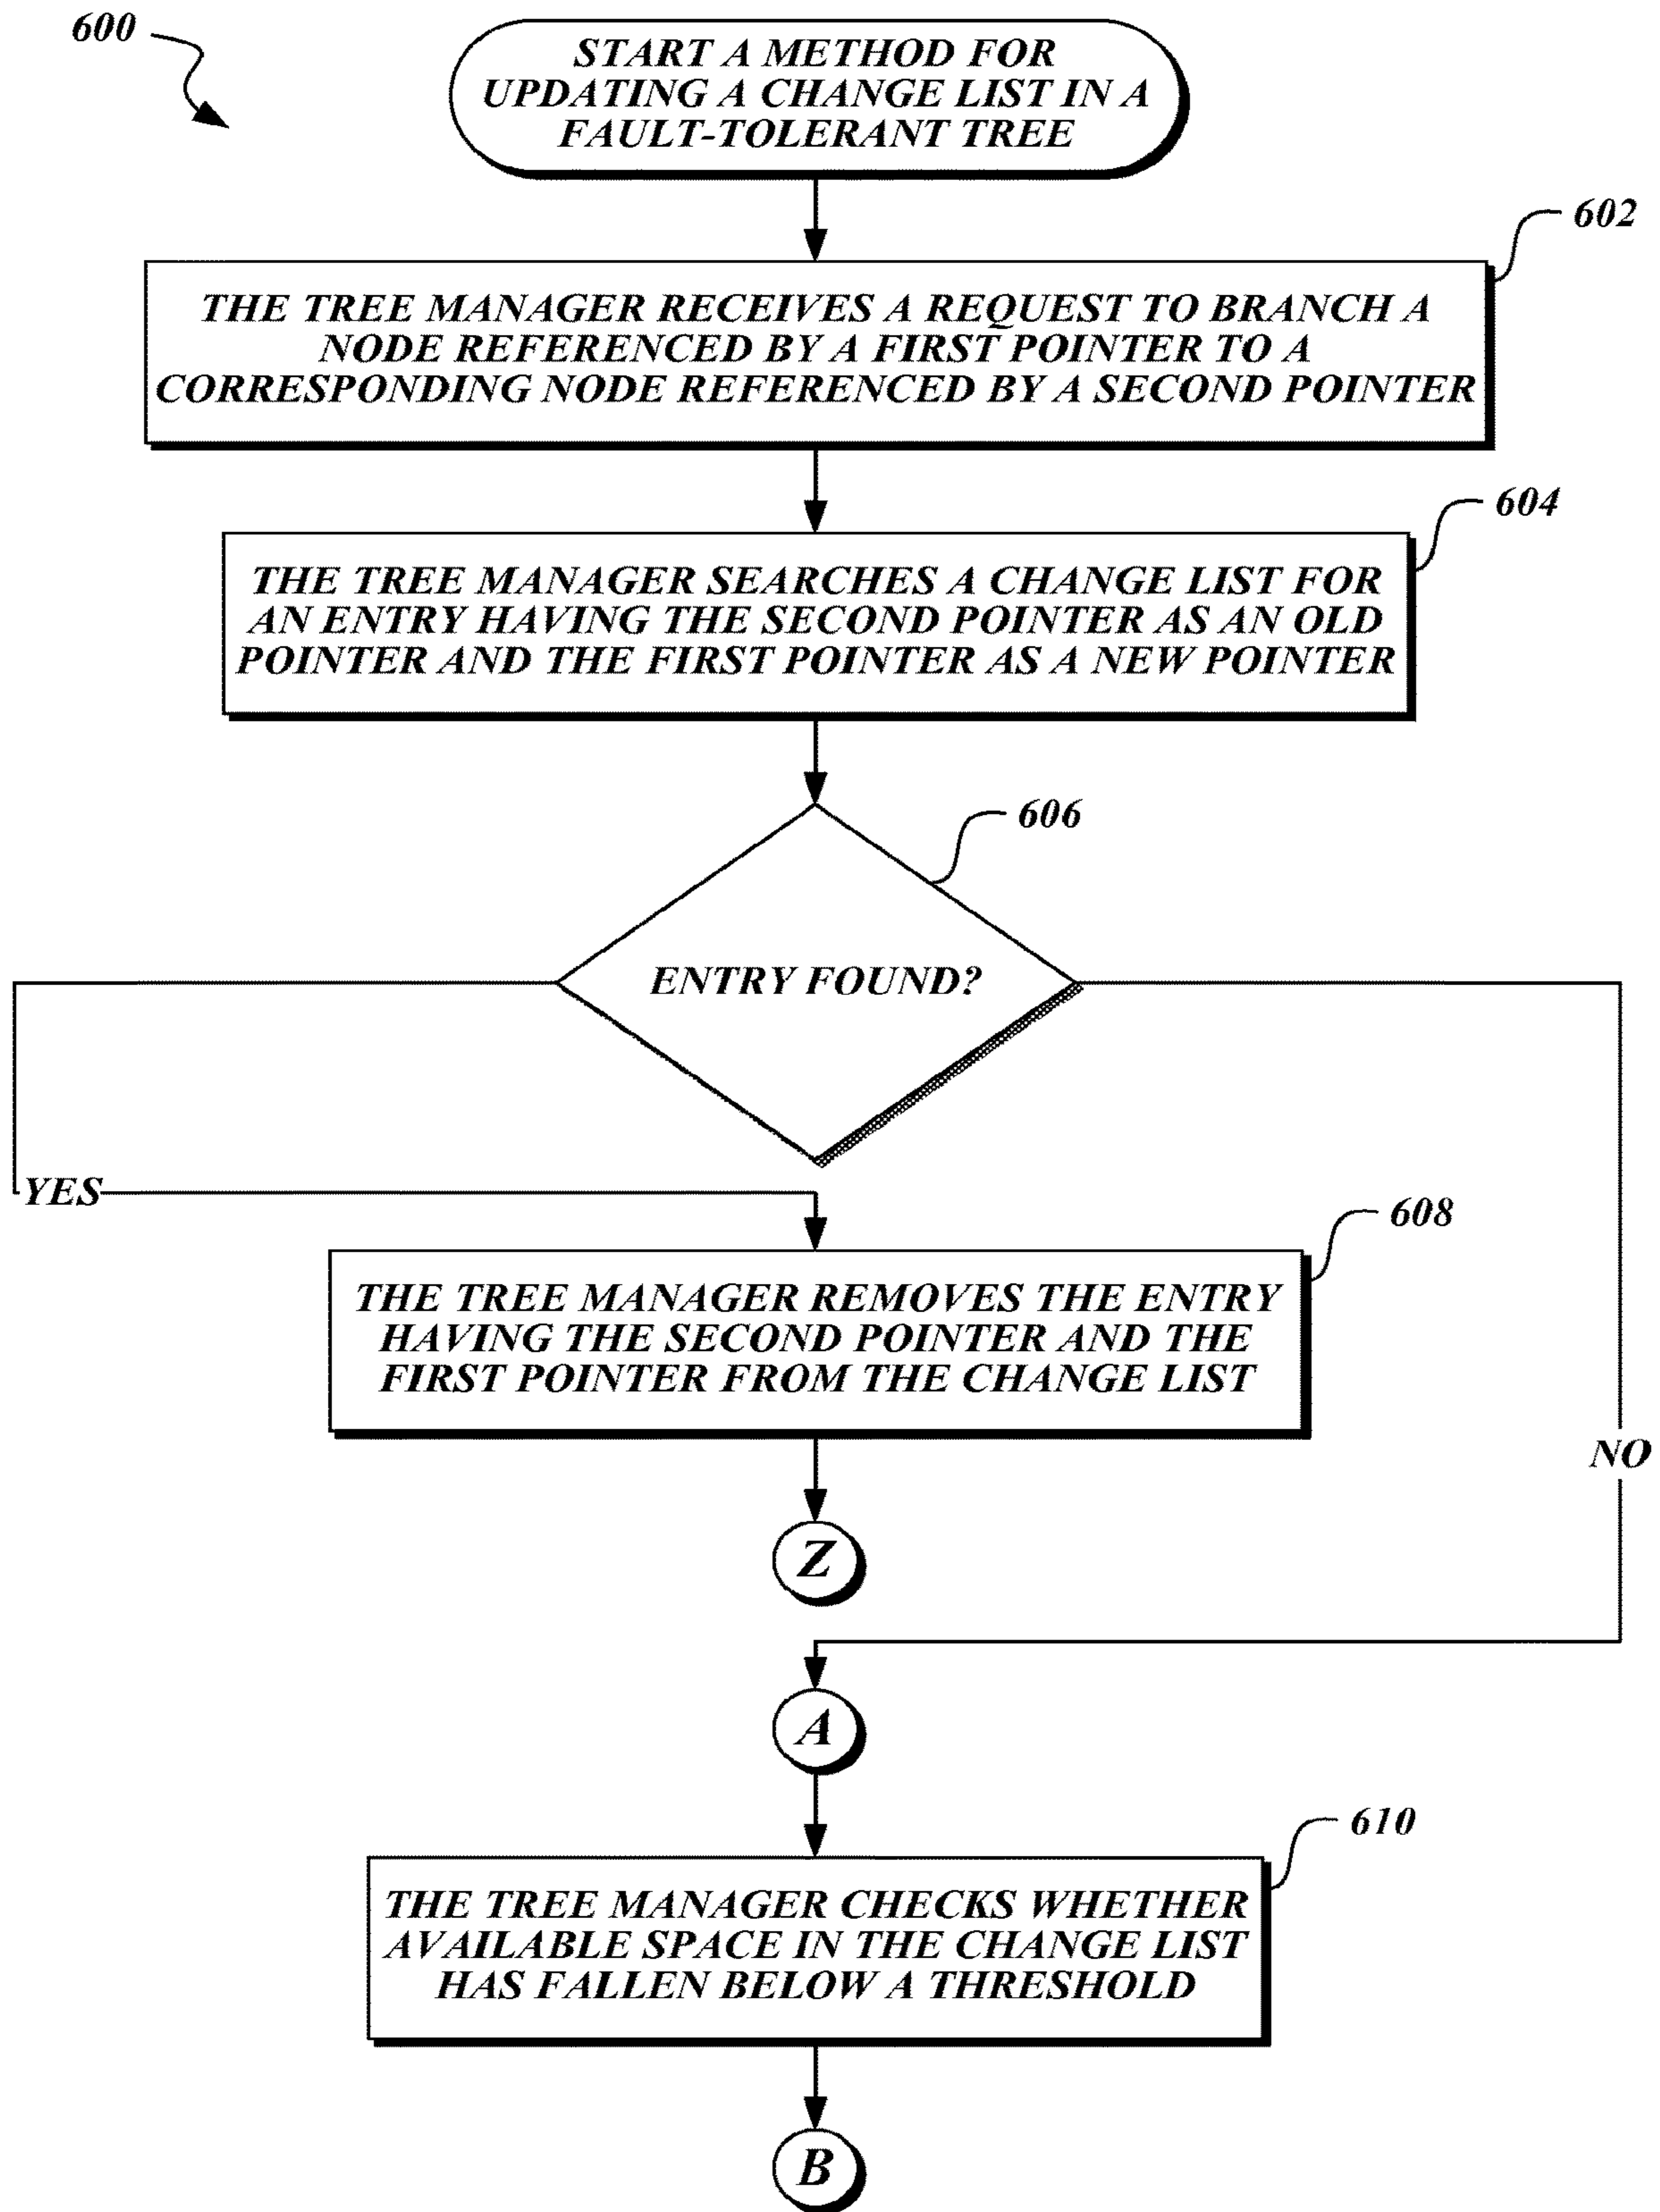 600
START A METHOD FOR
UPDATING A CHANGE LIST IN A
FAULT-TOLERANT TREE
602
THE TREE MANAGER RECEIVES A REQUEST TO BRANCH A
NODE REFERENCED BY A FIRST POINTER TO A
CORRESPONDING NODE REFERENCED BY A SECOND POINTER
604
THE TREE MANAGER SEARCHES A CHANGE LIST FOR
AN ENTRY HAVING THE SECOND POINTER AS AN OLD
POINTER AND THE FIRST POINTER AS A NEW POINTER
606
ENTRY FOUND?
YES
608
THE TREE MANAGER REMOVES THE ENTRY
HAVING THE SECOND POINTER AND THE
FIRST POINTER FROM THE CHANGE LIST
NO
Z
A
610
THE TREE MANAGER CHECKS WHETHER
AVAILABLE SPACE IN THE CHANGE LIST
HAS FALLEN BELOW A THRESHOLD
B